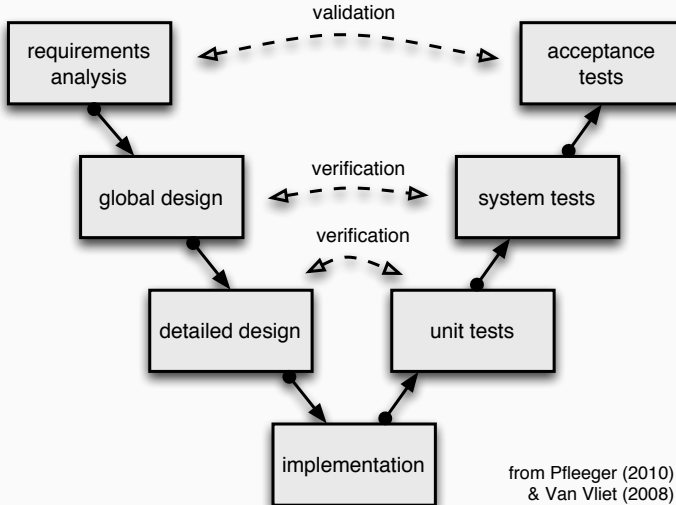 validation
requirements
analysis
acceptance
tests
verification
global design
system tests
verification
detailed design
unit tests
implementation
from Pfleeger (2010)
& Van Vliet (2008)